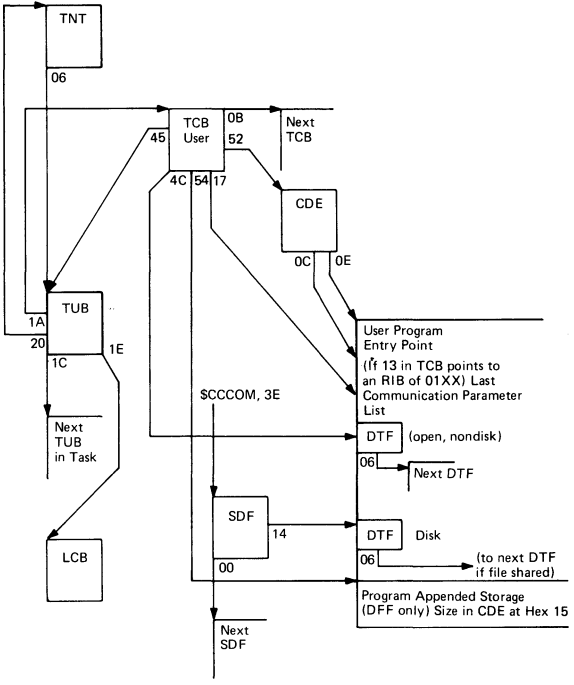 TNT
06
TCB
User
0B
Next
TCB
45
52
4C
54
17
CDE
0C
0E
TUB
1A
20
1C
1E
User Program
Entry Point
(If 13 in TCB points to
an RIB of 01XX) Last
Communication Parameter
List
$CCCOM, 3E
Next
TUB
in Task
DTF
(open, nondisk)
06
Next DTF
SDF
14
00
DTF
Disk
06
(to next DTF
if file shared)
LCB
Program Appended Storage
(DFF only) Size in CDE at Hex 15
Next
SDF